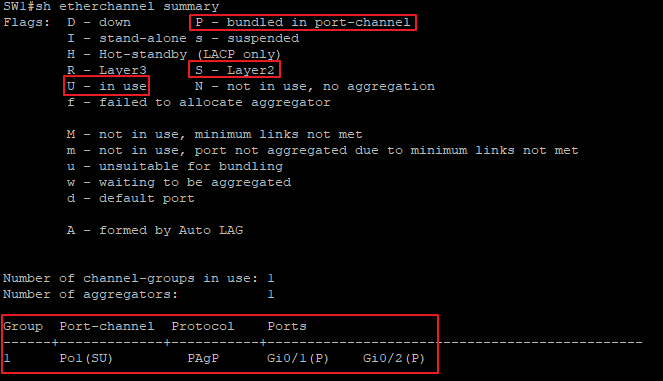 SW1#sh etherchannel summary
Flags:  D - down        P - bundled in port-channel
        I - stand-alone s - suspended
        H - Hot-standby (LACP only)
        R - Layer3      S - Layer2
        U - in use      N - not in use, no aggregation
        f - failed to allocate aggregator

        M - not in use, minimum links not met
        m - not in use, port not aggregated due to minimum links not met
        u - unsuitable for bundling
        w - waiting to be aggregated
        d - default port

        A - formed by Auto LAG


Number of channel-groups in use: 1
Number of aggregators:           1

Group  Port-channel  Protocol    Ports
------+-------------+-----------+-----------------------------------------------
1      Po1(SU)         PAgP      Gi0/1(P)    Gi0/2(P)